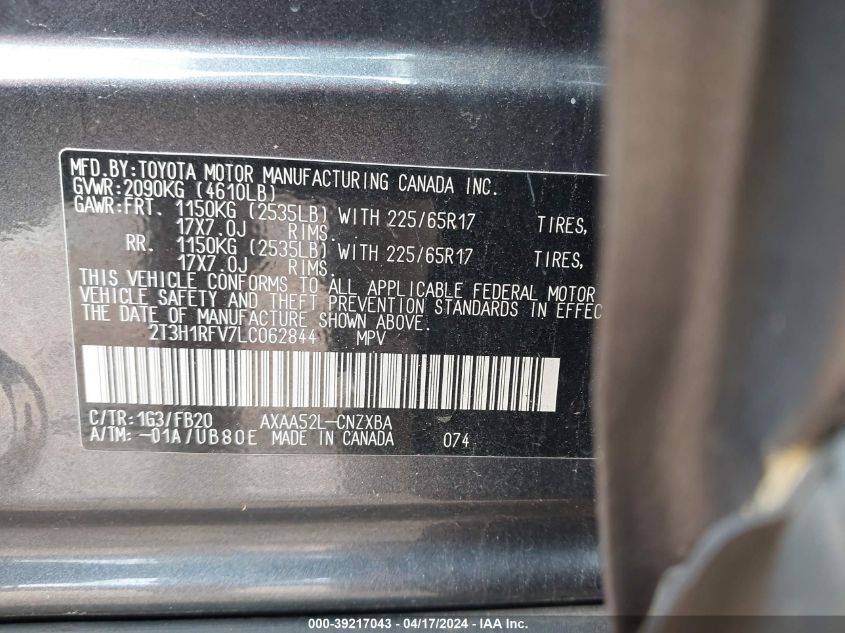 MFD.BY:TOYOTA MOTOR MANUFACTURING CANADA INC.
GVWR:2090KG (4610LB)
GAWR:FRT. 1150KG (2535LB) WITH 225/65R17 TIRES,
17X7.0J RIMS.
RR. 1150KG (2535LB) WITH 225/65R17 TIRES,
17X7.0J RIMS.
THIS VEHICLE CONFORMS TO ALL APPLICABLE FEDERAL MOTOR
VEHICLE SAFETY AND THEFT PREVENTION STANDARDS IN EFFEC
THE DATE OF MANUFACTURE SHOWN ABOVE.
2T3H1RFV7LC062844 MPV
C/TR:1G3/FB20 AXAA52L-CNZXBA
A/TM:-01A/UB80E MADE IN CANADA 074
000-39217043 - 04/17/2024 - IAAI.COM